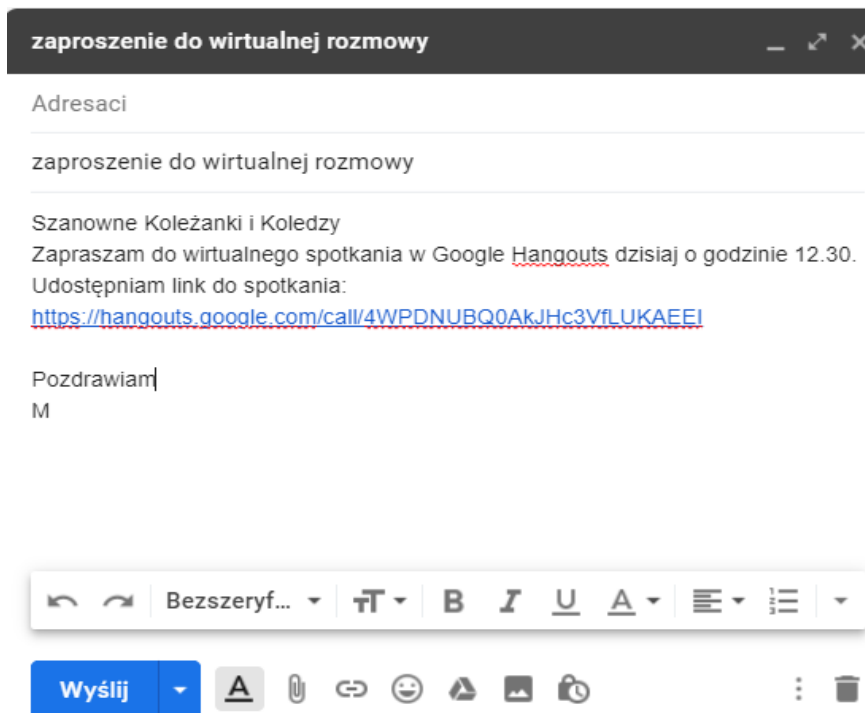 zaproszenie do wirtualnej rozmowy
Adresaci
zaproszenie do wirtualnej rozmowy
Szanowne Koleżanki i Koledzy
Zapraszam do wirtualnego spotkania w Google Hangouts dzisiaj o godzinie 12.30.
Udostępniam link do spotkania:
https://hangouts.google.com/call/4WPDNUBQ0AkJHc3VfLUKAEEI
Pozdrawiam
M
Bezszeryf...
Wyślij